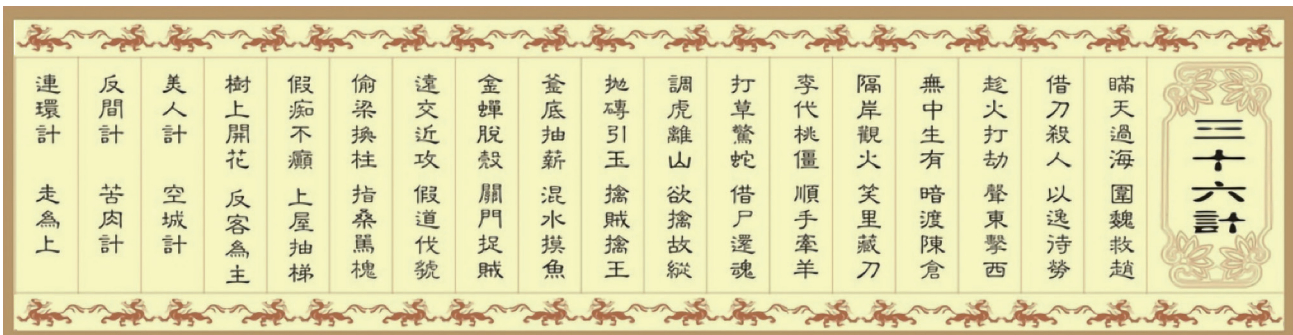 三十六計
瞞天過海 圍魏救趙
借刀殺人 以逸待勞
趁火打劫 聲東擊西
無中生有 暗渡陳倉
隔岸觀火 笑里藏刀
李代桃僵 順手牽羊
打草驚蛇 借尸還魂
調虎離山 欲擒故縱
拋磚引玉 擒賊擒王
釜底抽薪 混水摸魚
金蟬脫殼 關門捉賊
遠交近攻 假道伐虢
偷梁換柱 指桑罵槐
假痴不癲 上屋抽梯
樹上開花 反客為主
美人計 空城計
反間計 苦肉計
連環計 走為上